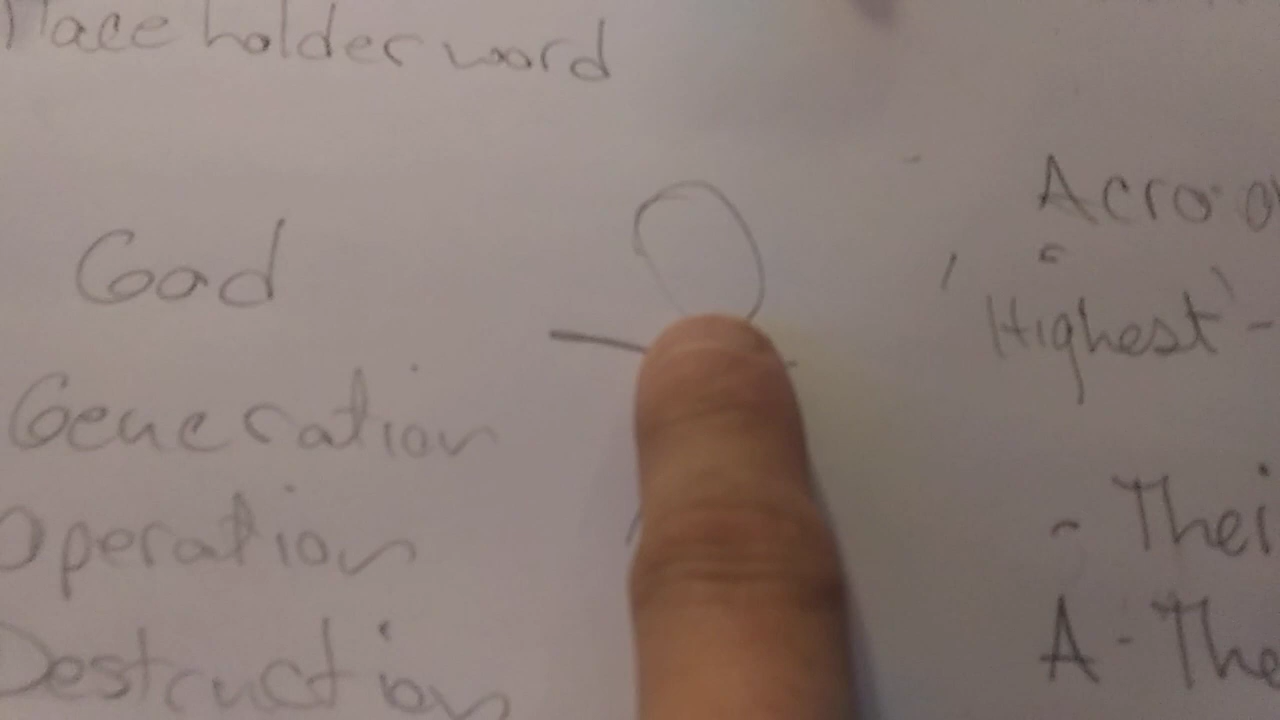 Placeholder word
God
Generation
Operation
Destruction
Acro
'Highest' -
- Thei
A - The